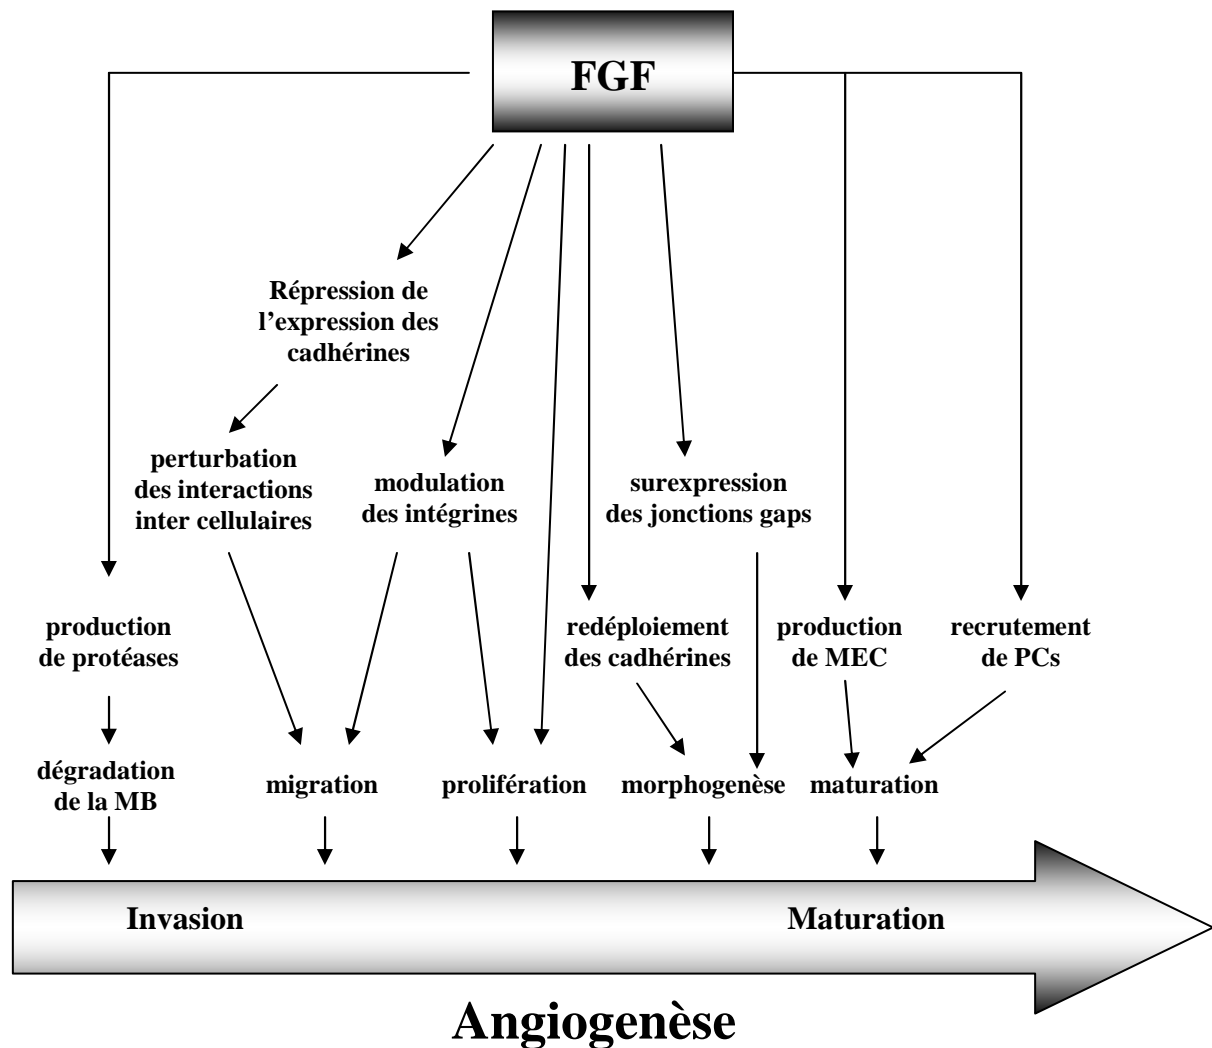 FGF
Répression de
l’expression des
cadhérines
perturbation
des interactions
inter cellulaires
modulation
des intégrines
surexpression
des jonctions gaps
production
de protéases
redéploiement
des cadhérines
production
de MEC
recrutement
de PCs
dégradation
de la MB
migration
prolifération
morphogenèse
maturation
Invasion
Maturation
Angiogenèse